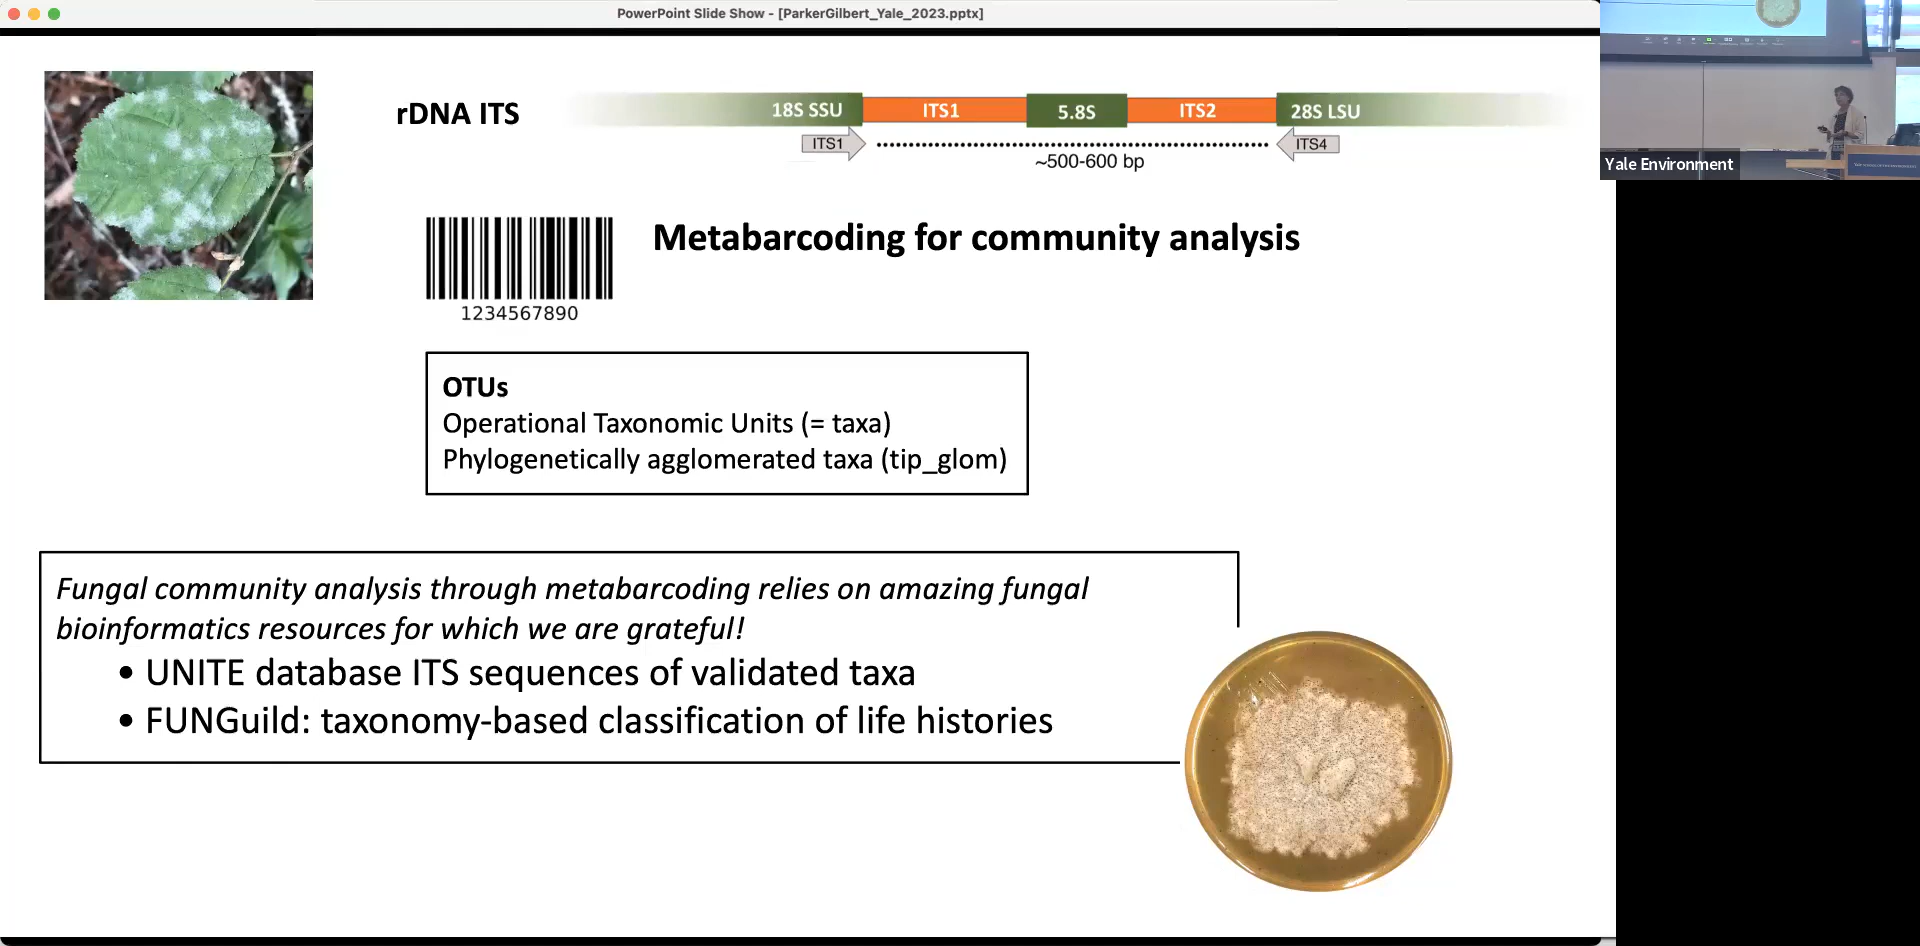 PowerPoint Slide Show - [ParkerGilbert_Yale_2023.pptx]
rDNA ITS
18S SSU
ITS1
5.8S
ITS2
28S LSU
ITS1
ITS4
~500-600 bp
1234567890
Metabarcoding for community analysis
OTUs
Operational Taxonomic Units (= taxa)
Phylogenetically agglomerated taxa (tip_glom)
Fungal community analysis through metabarcoding relies on amazing fungal
bioinformatics resources for which we are grateful!
• UNITE database ITS sequences of validated taxa
• FUNGuild: taxonomy-based classification of life histories
Yale Environment